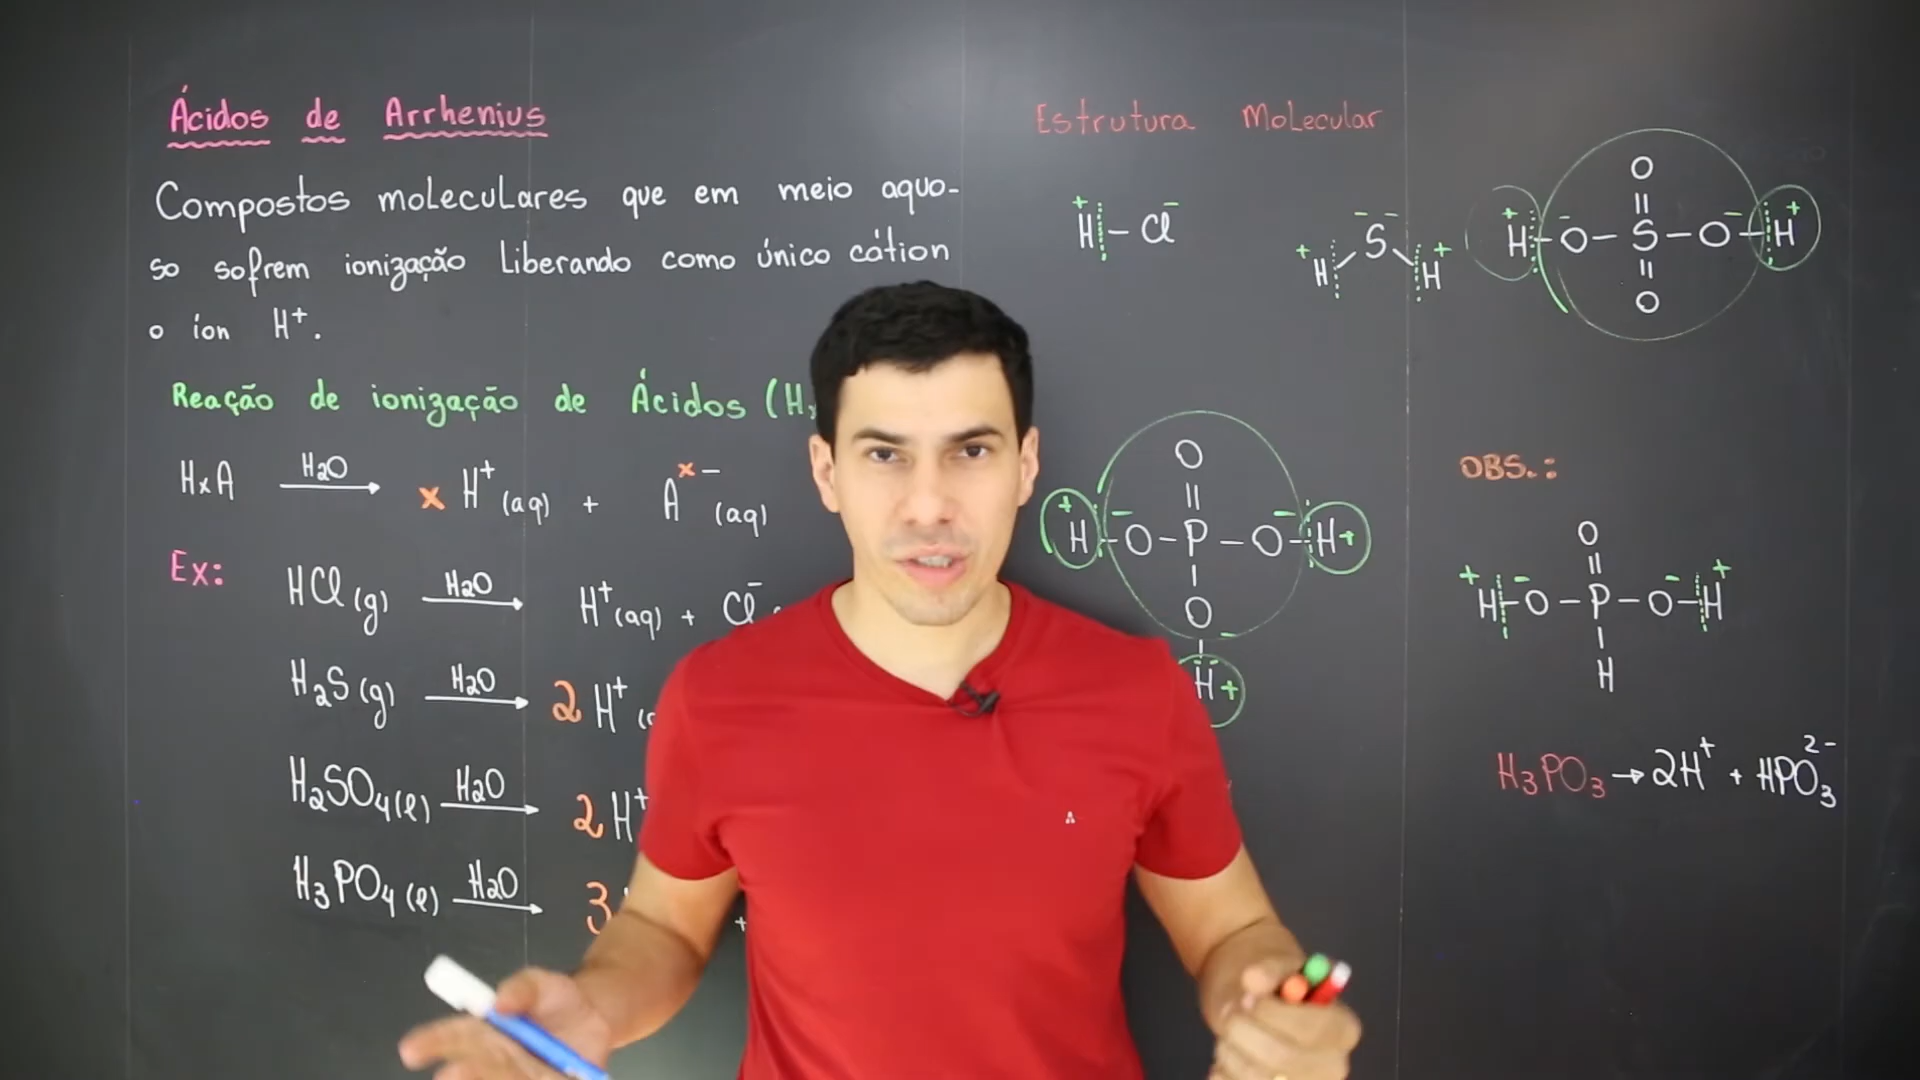 Ácidos de Arrhenius
Compostos moleculares que em meio aquo-
so sofrem ionização liberando como único cátion
o íon H⁺.
Reação de ionização de Ácidos (Hₓ
HxA H₂O → x H⁺(aq) + A ˣ⁻(aq)
Ex:
HCl(g) H₂O → H⁺(aq) + Cl⁻
H₂S(g) H₂O → 2 H⁺
H₂SO₄(l) H₂O → 2 H⁺
H₃PO₄(l) H₂O → 3
+
Estrutura Molecular
H⁺ – Cl⁻
S⁻⁻
H⁺ H⁺
O
||
H⁺ – O⁻ – S – O⁻ – H⁺
||
O
O
||
H⁺ – O⁻ – P – O⁻ – H+
|
O⁻
|
H+
OBS.:
O
||
H⁺ – O⁻ – P – O⁻ – H⁺
|
H
H₃PO₃ → 2H⁺ + HPO₃²⁻